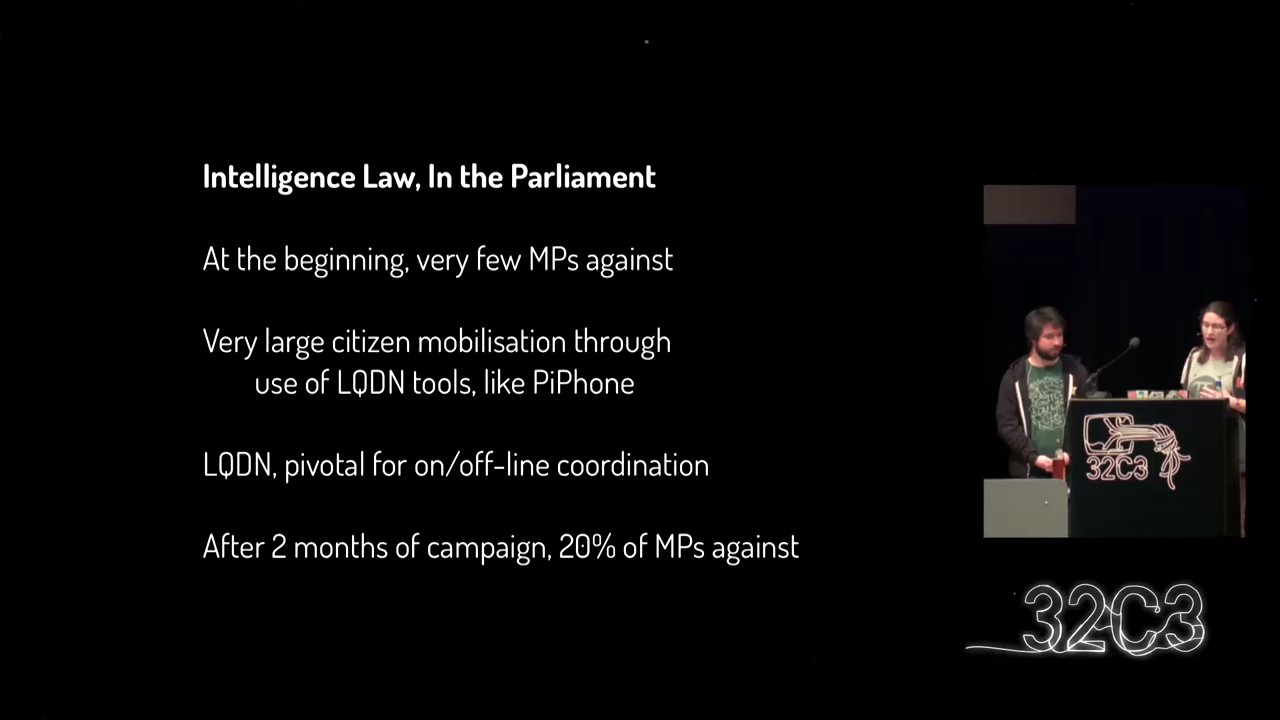 Intelligence Law, In the Parliament
At the beginning, very few MPs against
Very large citizen mobilisation through
use of LQDN tools, like PiPhone
LQDN, pivotal for on/off-line coordination
After 2 months of campaign, 20% of MPs against
32C3
32C3